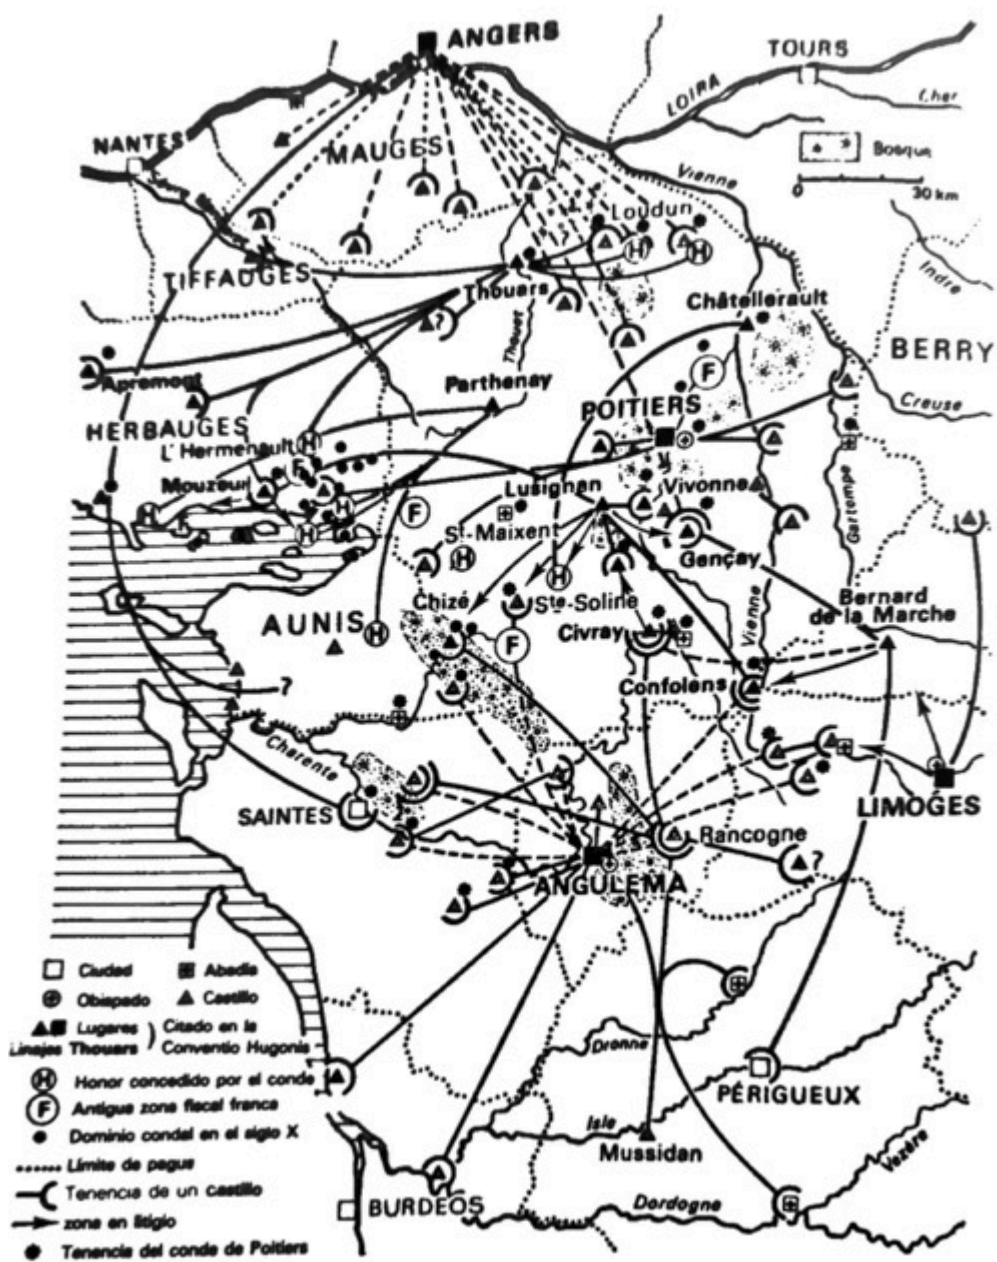 ANGERS
TOURS
LOIRA
Cher
NANTES
MAUGES
Bosque
Vienne
0 30 km
Loudun
TIFFAUGES
Indre
Thouars
Châtellerault
?
Thouet
BERRY
Apremont
Parthenay
F
Creuse
HERBAUGES
POITIERS
L'Hermenault
F
Mouzeuil
Lusignan
Vivonne
Gartempe
H
F
St-Maixent
Gençay
H
Chizé
Ste-Soline
Bernard
de la Marche
AUNIS
H
Civray
Vienne
F
Confolens
?
Charente
SAINTES
LIMOGES
Rancogne
?
ANGULEMA
Ciudad
Abadía
Obispado
Castillo
Lugares
Citado en la
Linajes Thouars
Conventio Hugonis
H Honor concedido por el conde
F Antigua zona fiscal franca
Dominio condal en el siglo X
Límite de pagus
Tenencia de un castillo
zona en litigio
Tenencia del conde de Poitiers
Dronne
PÉRIGUEUX
Isle
Mussidan
Vezère
BURDEOS
Dordogne